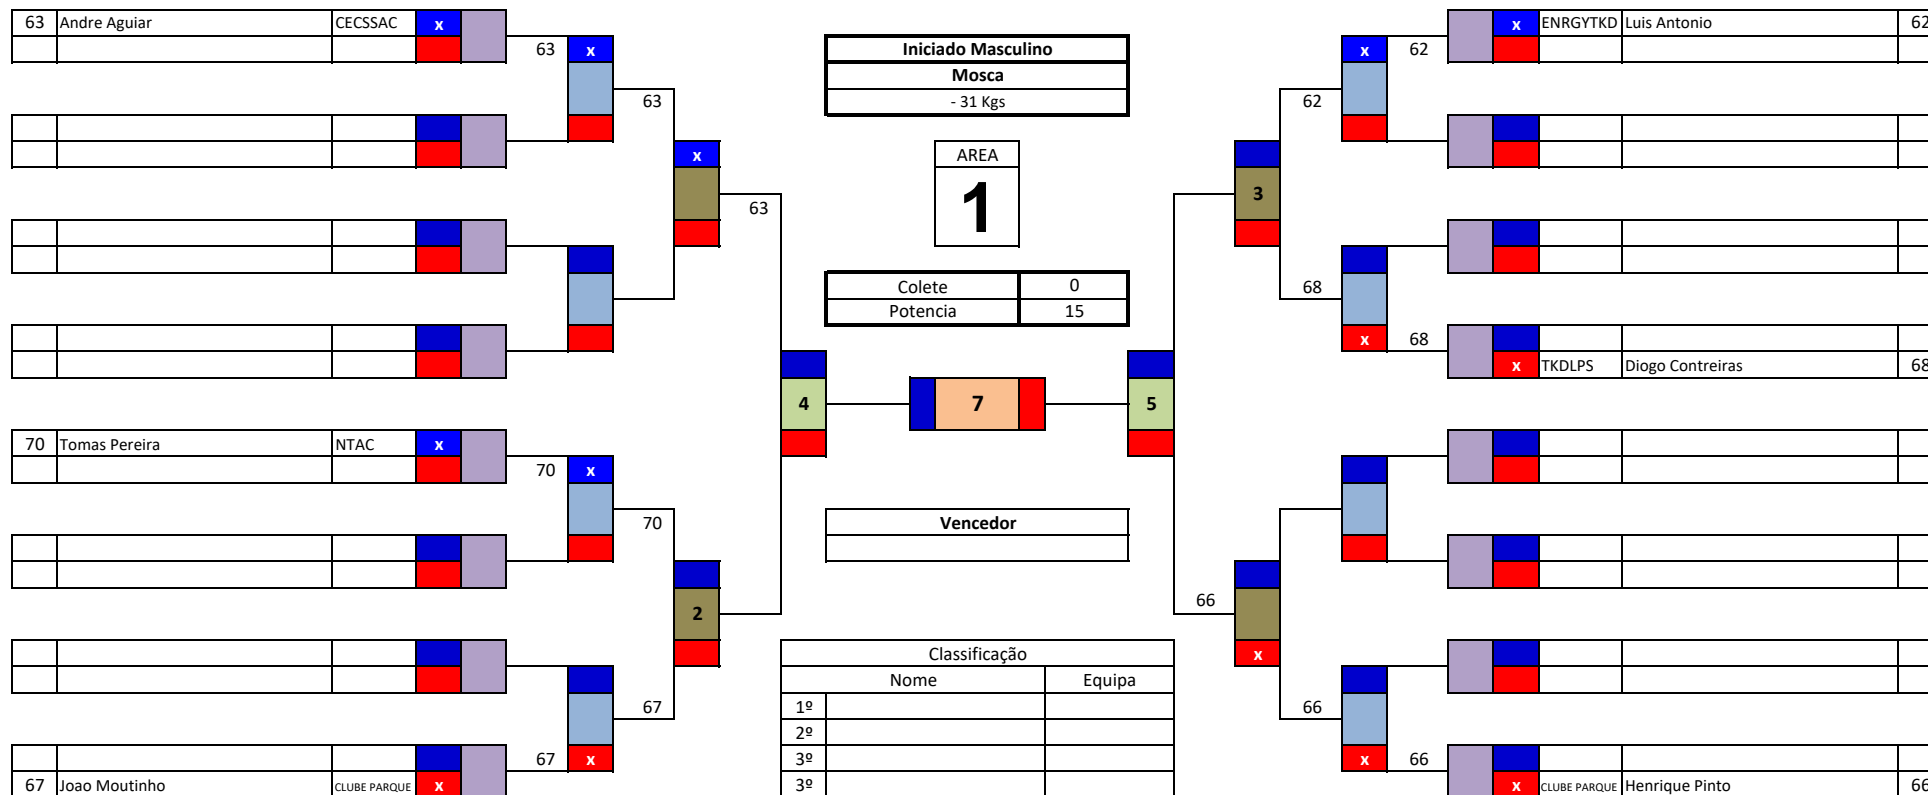 63 Andre Aguiar CECSSAC x x ENRGYTKD Luis Antonio 62
63 x Iniciado Masculino x 62
Mosca
63 - 31 Kgs 62
x AREA
1 3
63
68
Colete 0
Potencia 15
x 68
x TKDLPS Diogo Contreiras 68
4 7 5
70 Tomas Pereira NTAC x
70 x
70 Vencedor
66
2
Classificação x
Nome Equipa
67 1º 66
2º
67 x 3º x 66
67 Joao Moutinho CLUBE PARQUE x 3º x CLUBE PARQUE Henrique Pinto 66